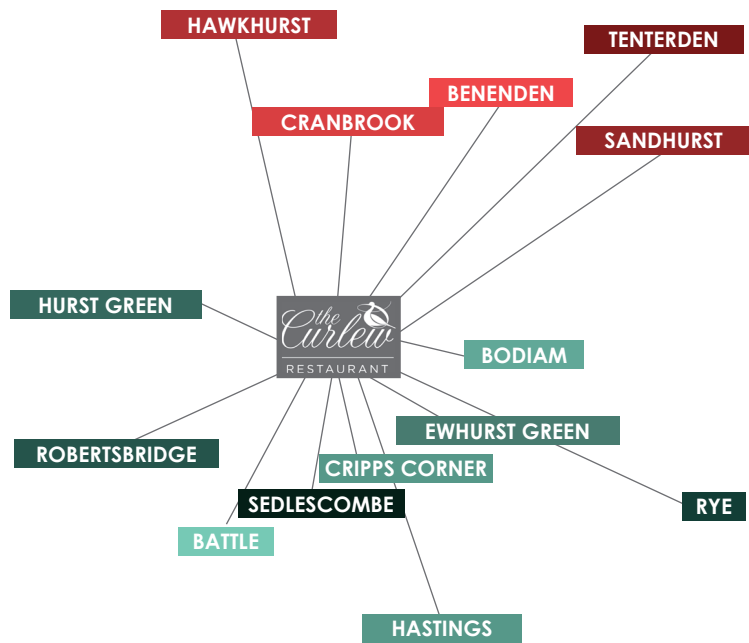 HAWKHURST
TENTERDEN
BENENDEN
CRANBROOK
SANDHURST
HURST GREEN
the
Curlew
RESTAURANT
BODIAM
EWHURST GREEN
ROBERTSBRIDGE
CRIPPS CORNER
SEDLESCOMBE
RYE
BATTLE
HASTINGS